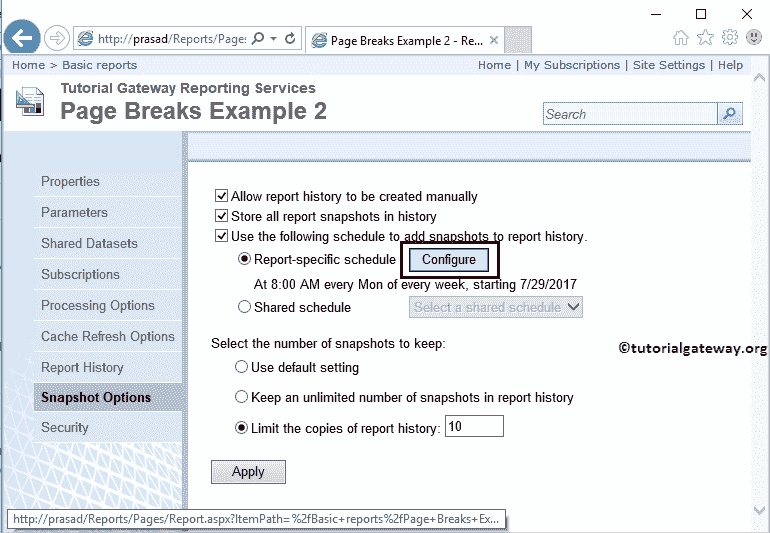 http://prasad/Reports/Page:
Page Breaks Example 2 - Re...
Home > Basic reports
Home | My Subscriptions | Site Settings | Help
Tutorial Gateway Reporting Services
Page Breaks Example 2
Search
Properties
Parameters
Shared Datasets
Subscriptions
Processing Options
Cache Refresh Options
Report History
Snapshot Options
Security
Allow report history to be created manually
Store all report snapshots in history
Use the following schedule to add snapshots to report history.
Report-specific schedule Configure
At 8:00 AM every Mon of every week, starting 7/29/2017
Shared schedule Select a shared schedule
Select the number of snapshots to keep:
©tutorialgateway.org
Use default setting
Keep an unlimited number of snapshots in report history
Limit the copies of report history: 10
Apply
http://prasad/Reports/Pages/Report.aspx?ItemPath=%2fBasic+reports%2fPage+Breaks+Ex...